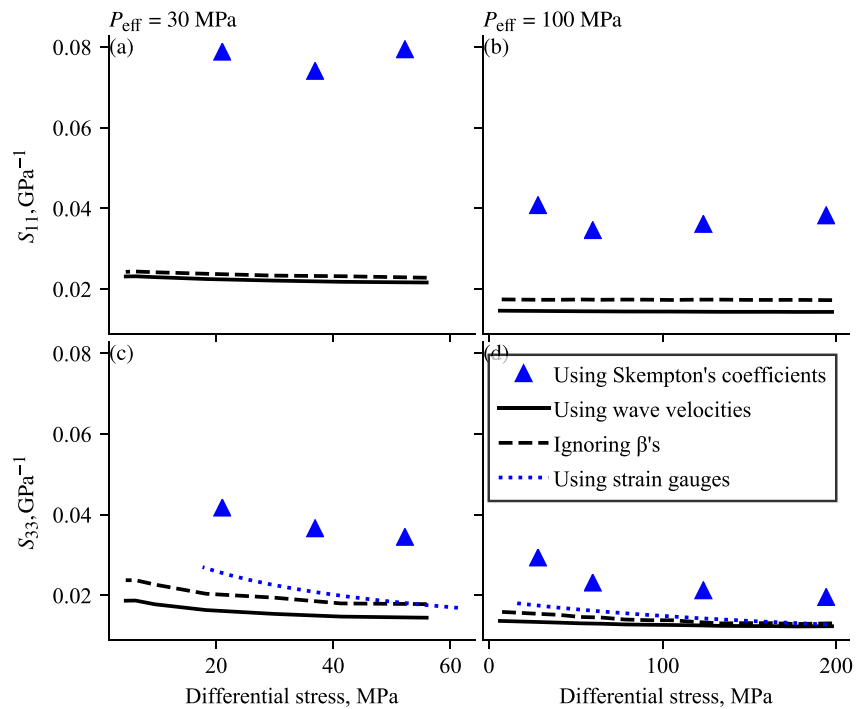 P_eff = 30 MPa
P_eff = 100 MPa
(a)
(b)
0.08
0.06
0.04
0.02
S₁₁, GPa⁻¹
(c)
(d)
0.08
0.06
0.04
0.02
S₃₃, GPa⁻¹
Using Skempton's coefficients
Using wave velocities
Ignoring β's
Using strain gauges
20
40
60
0
100
200
Differential stress, MPa
Differential stress, MPa